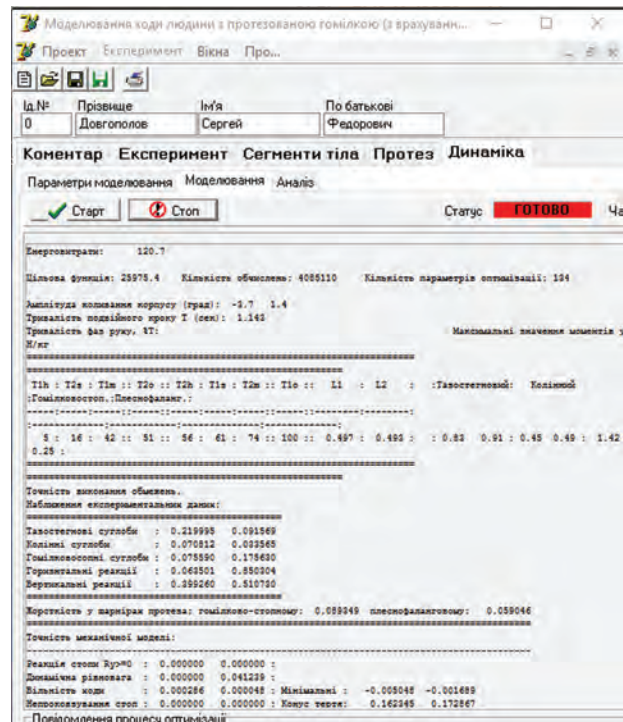 Моделювання ходи людини з протезованою гомілкою (з врахуванн...
Проект Експеримент Вікна Про...
Ід.№ Прізвище Ім'я По батькові
0 Довгополов Сергей Федорович
Коментар Експеримент Сегменти тіла Протез Динаміка
Параметри моделювання Моделювання Аналіз
Старт Стоп Статус ГОТОВО Ча
Енерговитрати: 120.7
Цільова функція: 25975.4 Кількість обчислень: 4085110 Кількість параметрів оптимізації: 134
Амплітуда коливання корпусу (град): -3.7 1.4
Тривалість подвійного кроку T (сек): 1.143
Тривалість фаз руху, %T: Максимальні значення моментів у
Н/кг
T1h : T2s : T1m :: T2o :: T2h : T1s : T2m :: T1o :: L1 : L2 : :Тазостегновий: Колінний
:Гомілковостоп.:Плеснофаланг.:
5 : 16 : 42 :: 51 :: 56 : 61 : 74 :: 100 :: 0.497 : 0.493 : : 0.83 0.91 : 0.45 0.49 : 1.42
0.25 :
Точність виконання обмежень.
Наближення експериментальних даних:
Тазостегнові суглоби : 0.219995 0.091569
Колінні суглоби : 0.070812 0.033565
Гомілковосопні суглоби : 0.075590 0.175630
Горизонтальні реакції : 0.063501 0.850304
Вертикальні реакції : 0.399260 0.510730
Жорсткість у шарнірах протеза: гомілково-стопному: 0.089349 плеснофаланговому: 0.059046
Точність механічної моделі:
Реакція стопи Ry>=0 : 0.000000 0.000000 :
Динамічна рівновага : 0.000000 0.041239 :
Вільність ходи : 0.000286 0.000048 : Мінімальні : -0.005048 -0.001689
Непроковзування стоп : 0.000000 0.000000 : Конус тертя: 0.162345 0.172867
Повідомлення процесу оптимізації